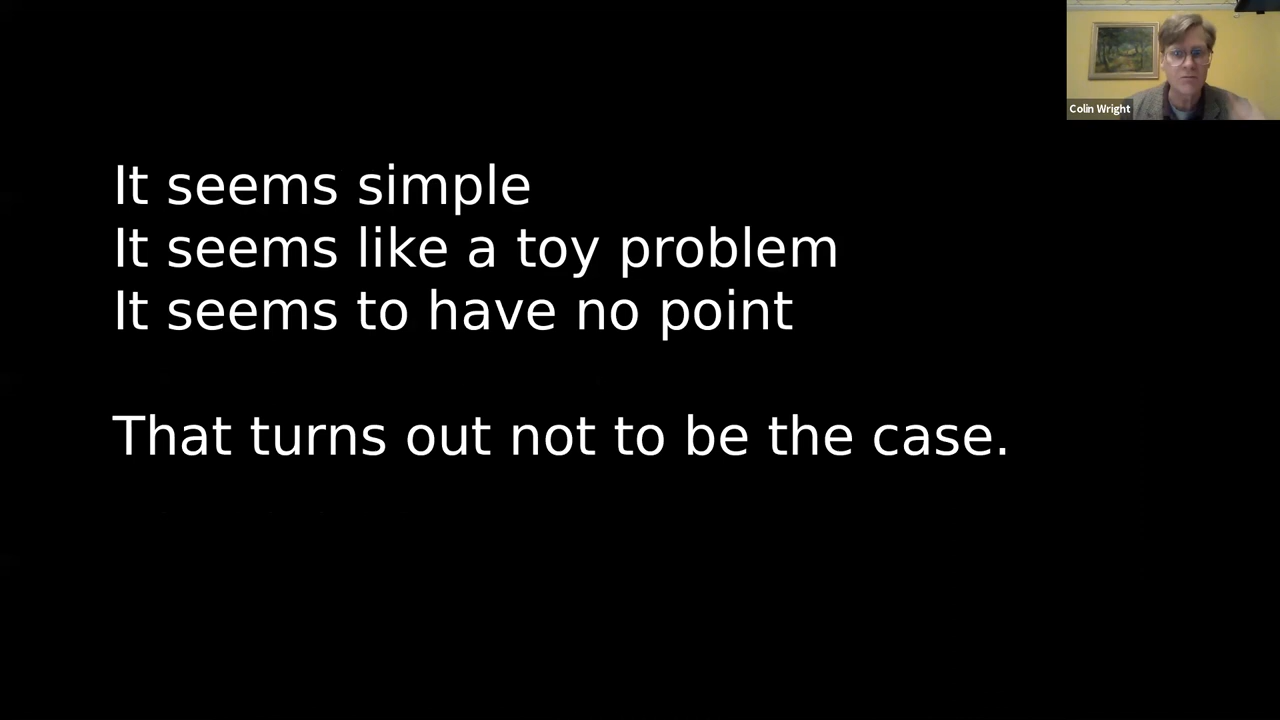 Colin Wright
It seems simple
It seems like a toy problem
It seems to have no point
That turns out not to be the case.